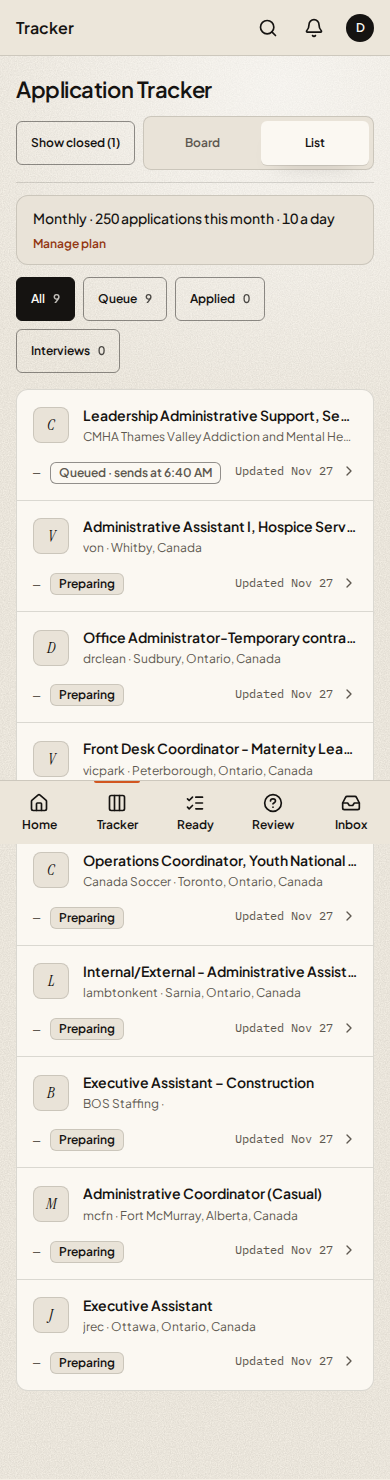 Tracker
D
Application Tracker
Show closed (1)
Board
List
Monthly · 250 applications this month · 10 a day
Manage plan
All 9
Queue 9
Applied 0
Interviews 0
C
Leadership Administrative Support, Se…
CMHA Thames Valley Addiction and Mental He…
– Queued · sends at 6:40 AM Updated Nov 27
V
Administrative Assistant I, Hospice Serv…
von · Whitby, Canada
– Preparing Updated Nov 27
D
Office Administrator-Temporary contra…
drclean · Sudbury, Ontario, Canada
– Preparing Updated Nov 27
V
Front Desk Coordinator - Maternity Lea…
vicpark · Peterborough, Ontario, Canada
Home
Tracker
Ready
Review
Inbox
C
Operations Coordinator, Youth National …
Canada Soccer · Toronto, Ontario, Canada
– Preparing Updated Nov 27
L
Internal/External - Administrative Assist…
lambtonkent · Sarnia, Ontario, Canada
– Preparing Updated Nov 27
B
Executive Assistant – Construction
BOS Staffing ·
– Preparing Updated Nov 27
M
Administrative Coordinator (Casual)
mcfn · Fort McMurray, Alberta, Canada
– Preparing Updated Nov 27
J
Executive Assistant
jrec · Ottawa, Ontario, Canada
– Preparing Updated Nov 27